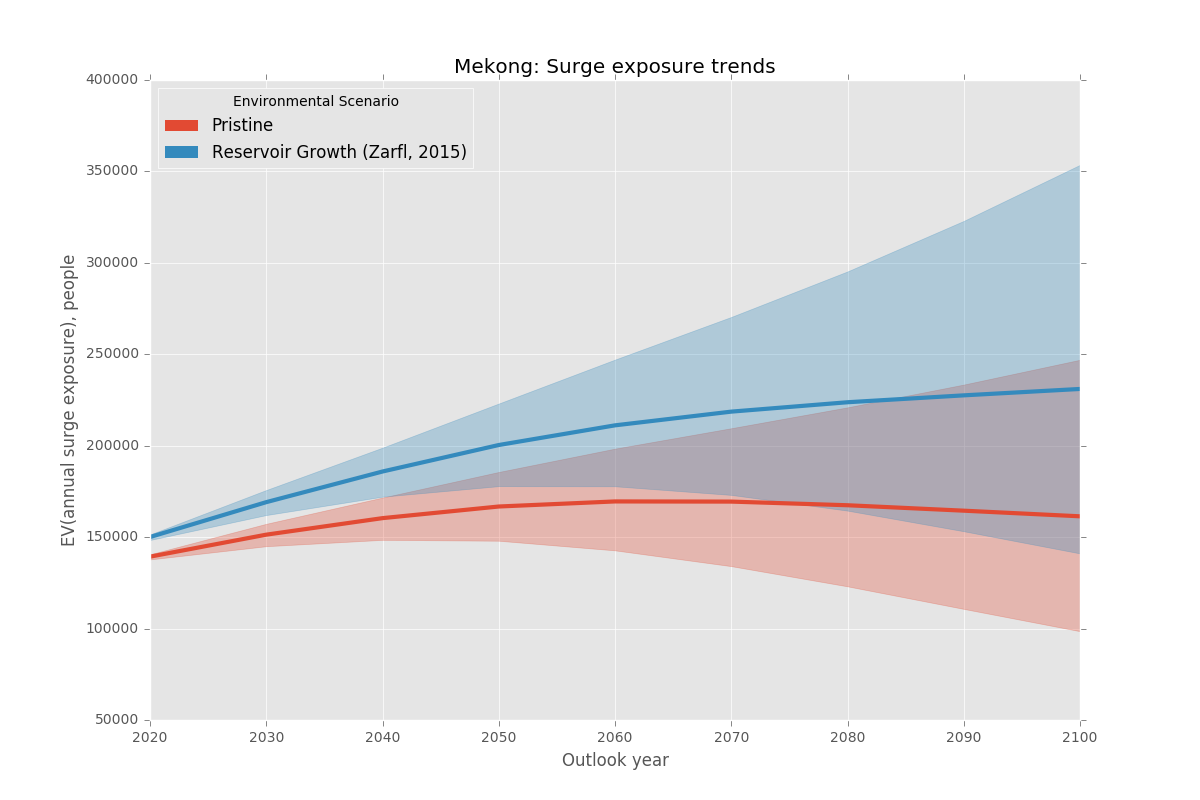 Mekong: Surge exposure trends
Environmental Scenario
Pristine
Reservoir Growth (Zarfl, 2015)
EV(annual surge exposure), people
400000
350000
300000
250000
200000
150000
100000
50000
2020 2030 2040 2050 2060 2070 2080 2090 2100
Outlook year